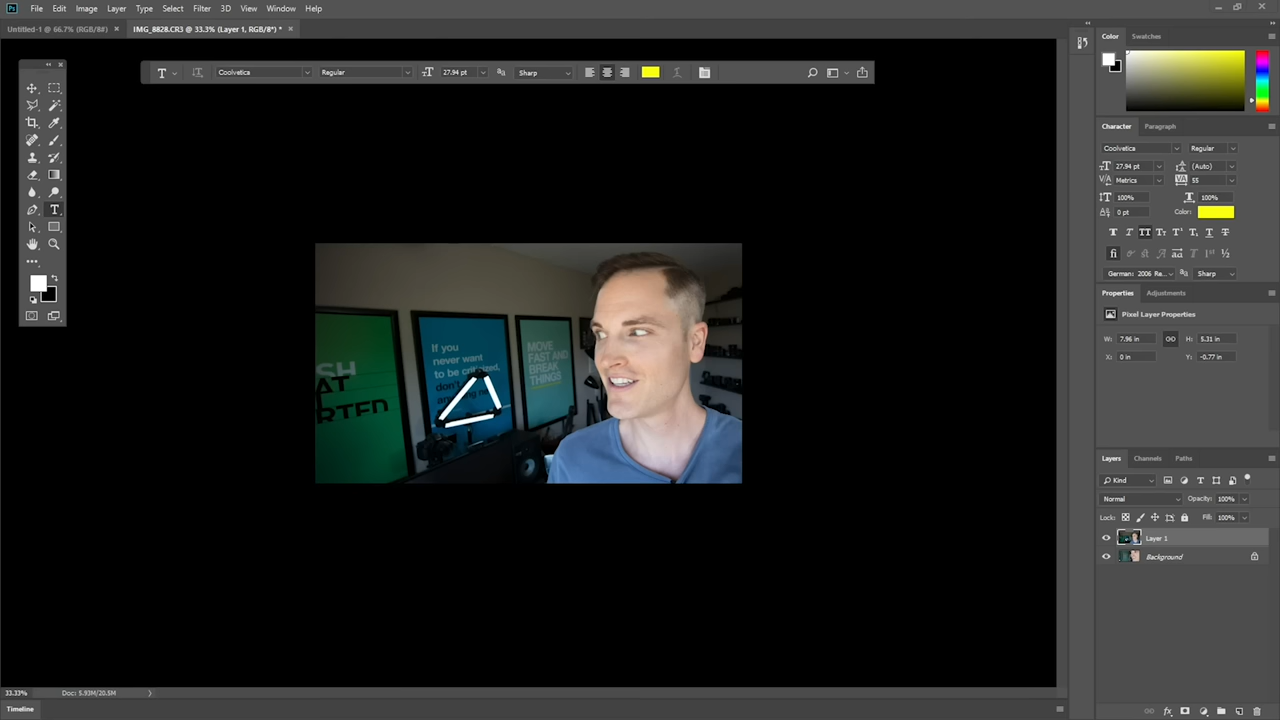 Ps File Edit Image Layer Type Select Filter 3D View Window Help
Untitled-1 @ 66.7% (RGB/8#) IMG_8828.CR3 @ 33.3% (Layer 1, RGB/8*) *
T Coolvetica Regular 27.94 pt Sharp
Color Swatches
Character Paragraph
Coolvetica Regular
27.94 pt (Auto)
Metrics 55
100% 100%
0 pt Color:
German: 2006 Re... Sharp
Properties Adjustments
Pixel Layer Properties
W: 7.96 in H: 5.31 in
X: 0 in Y: -0.77 in
If you
never want
to be criticized,
don't
MOVE
FAST AND
BREAK
THINGS
Layers Channels Paths
Kind
Normal Opacity: 100%
Lock: Fill: 100%
Layer 1
Background
33.33% Doc: 5.93M/20.5M
Timeline